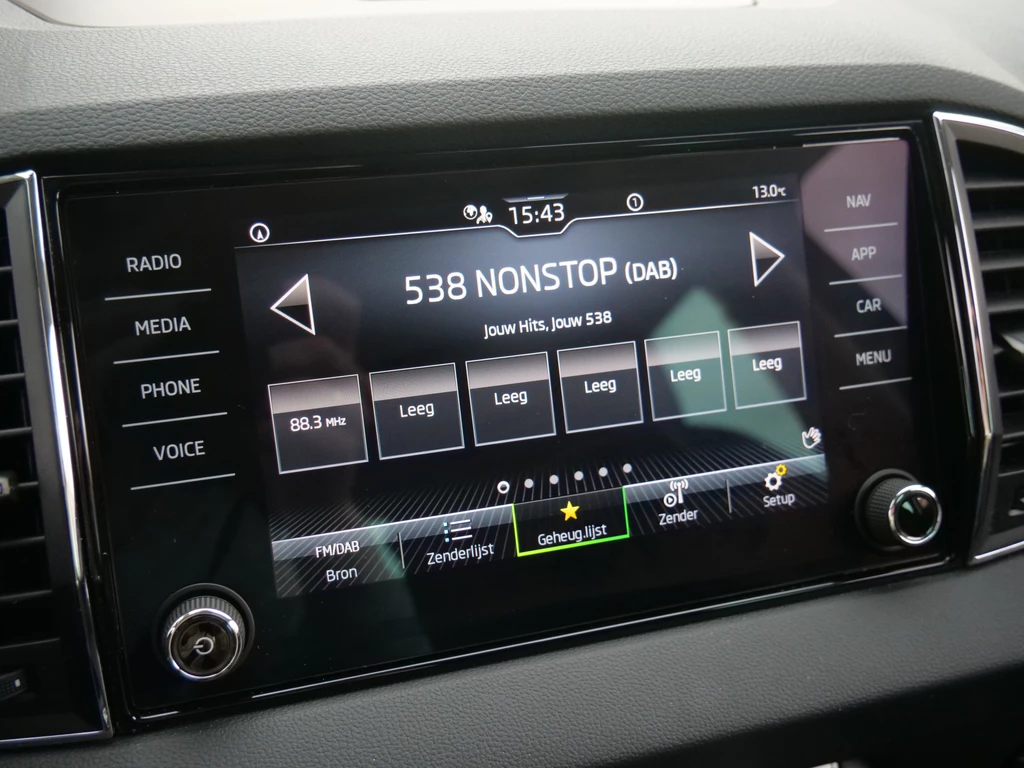 15:43
1
13.0°C
RADIO
MEDIA
PHONE
VOICE
538 NONSTOP (DAB)
Jouw Hits, Jouw 538
88.3 MHz
Leeg
Leeg
Leeg
Leeg
Leeg
FM/DAB
Bron
Zenderlijst
Geheug.lijst
Zender
Setup
NAV
APP
CAR
MENU